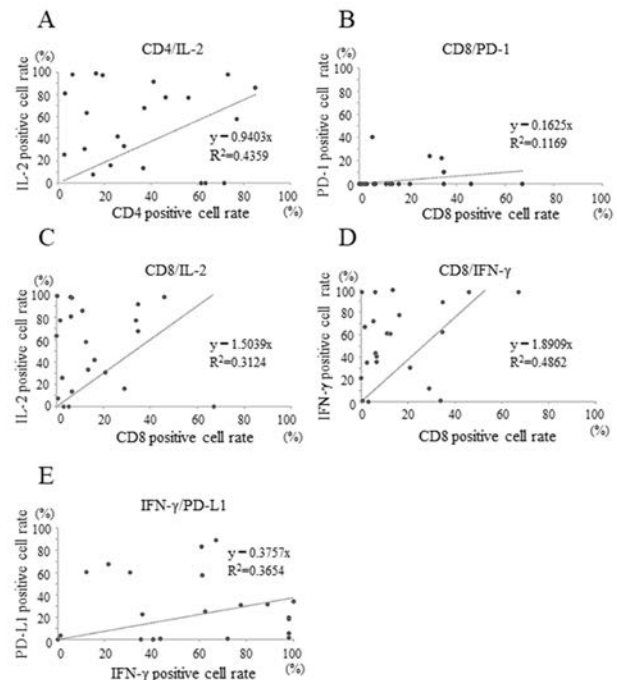 A
CD4/IL-2
(%)
100
80
60
40
20
0
IL-2 positive cell rate
0 20 40 60 80 100
CD4 positive cell rate (%)
y=0.9403x
R²=0.4359
B
CD8/PD-1
(%)
100
80
60
40
20
0
PD-1 positive cell rate
0 20 40 60 80 100
CD8 positive cell rate (%)
y=0.1625x
R²=0.1169
C
CD8/IL-2
(%)
100
80
60
40
20
0
IL-2 positive cell rate
0 20 40 60 80 100
CD8 positive cell rate (%)
y=1.5039x
R²=0.3124
D
CD8/IFN-γ
(%)
100
80
60
40
20
0
IFN-γ positive cell rate
0 20 40 60 80 100
CD8 positive cell rate (%)
y=1.8909x
R²=0.4862
E
IFN-γ/PD-L1
(%)
100
80
60
40
20
0
PD-L1 positive cell rate
0 20 40 60 80 100
IFN-γ positive cell rate (%)
y=0.3757x
R²=0.3654